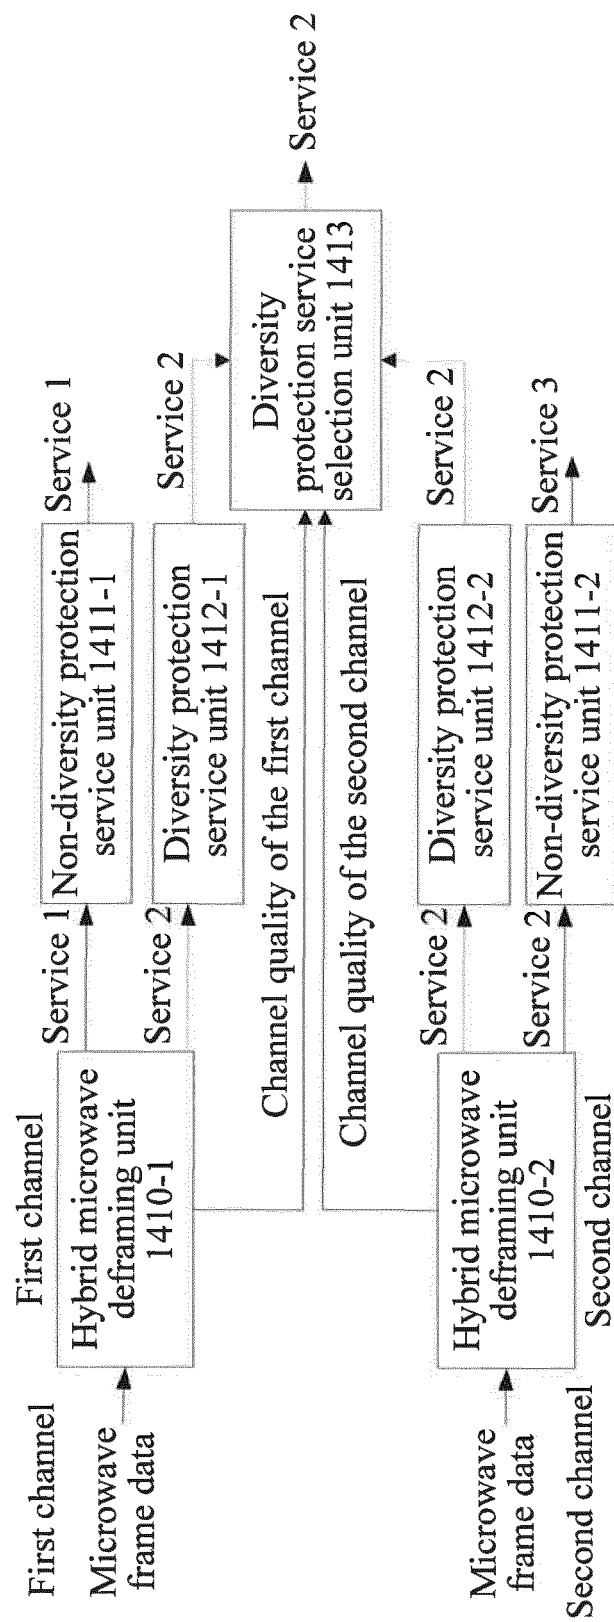 First channel
First channel
Microwave
frame data
Hybrid microwave
deframing unit
1410-1
Service 1
Service 2
Non-diversity protection
service unit 1411-1
Service 1
Diversity protection
service unit 1412-1
Service 2
Channel quality of the first channel
Channel quality of the second channel
Diversity
protection service
selection unit 1413
Service 2
Microwave
frame data
Second channel
Hybrid microwave
deframing unit
1410-2
Second channel
Service 2
Service 2
Diversity protection
service unit 1412-2
Service 2
Non-diversity protection
service unit 1411-2
Service 3